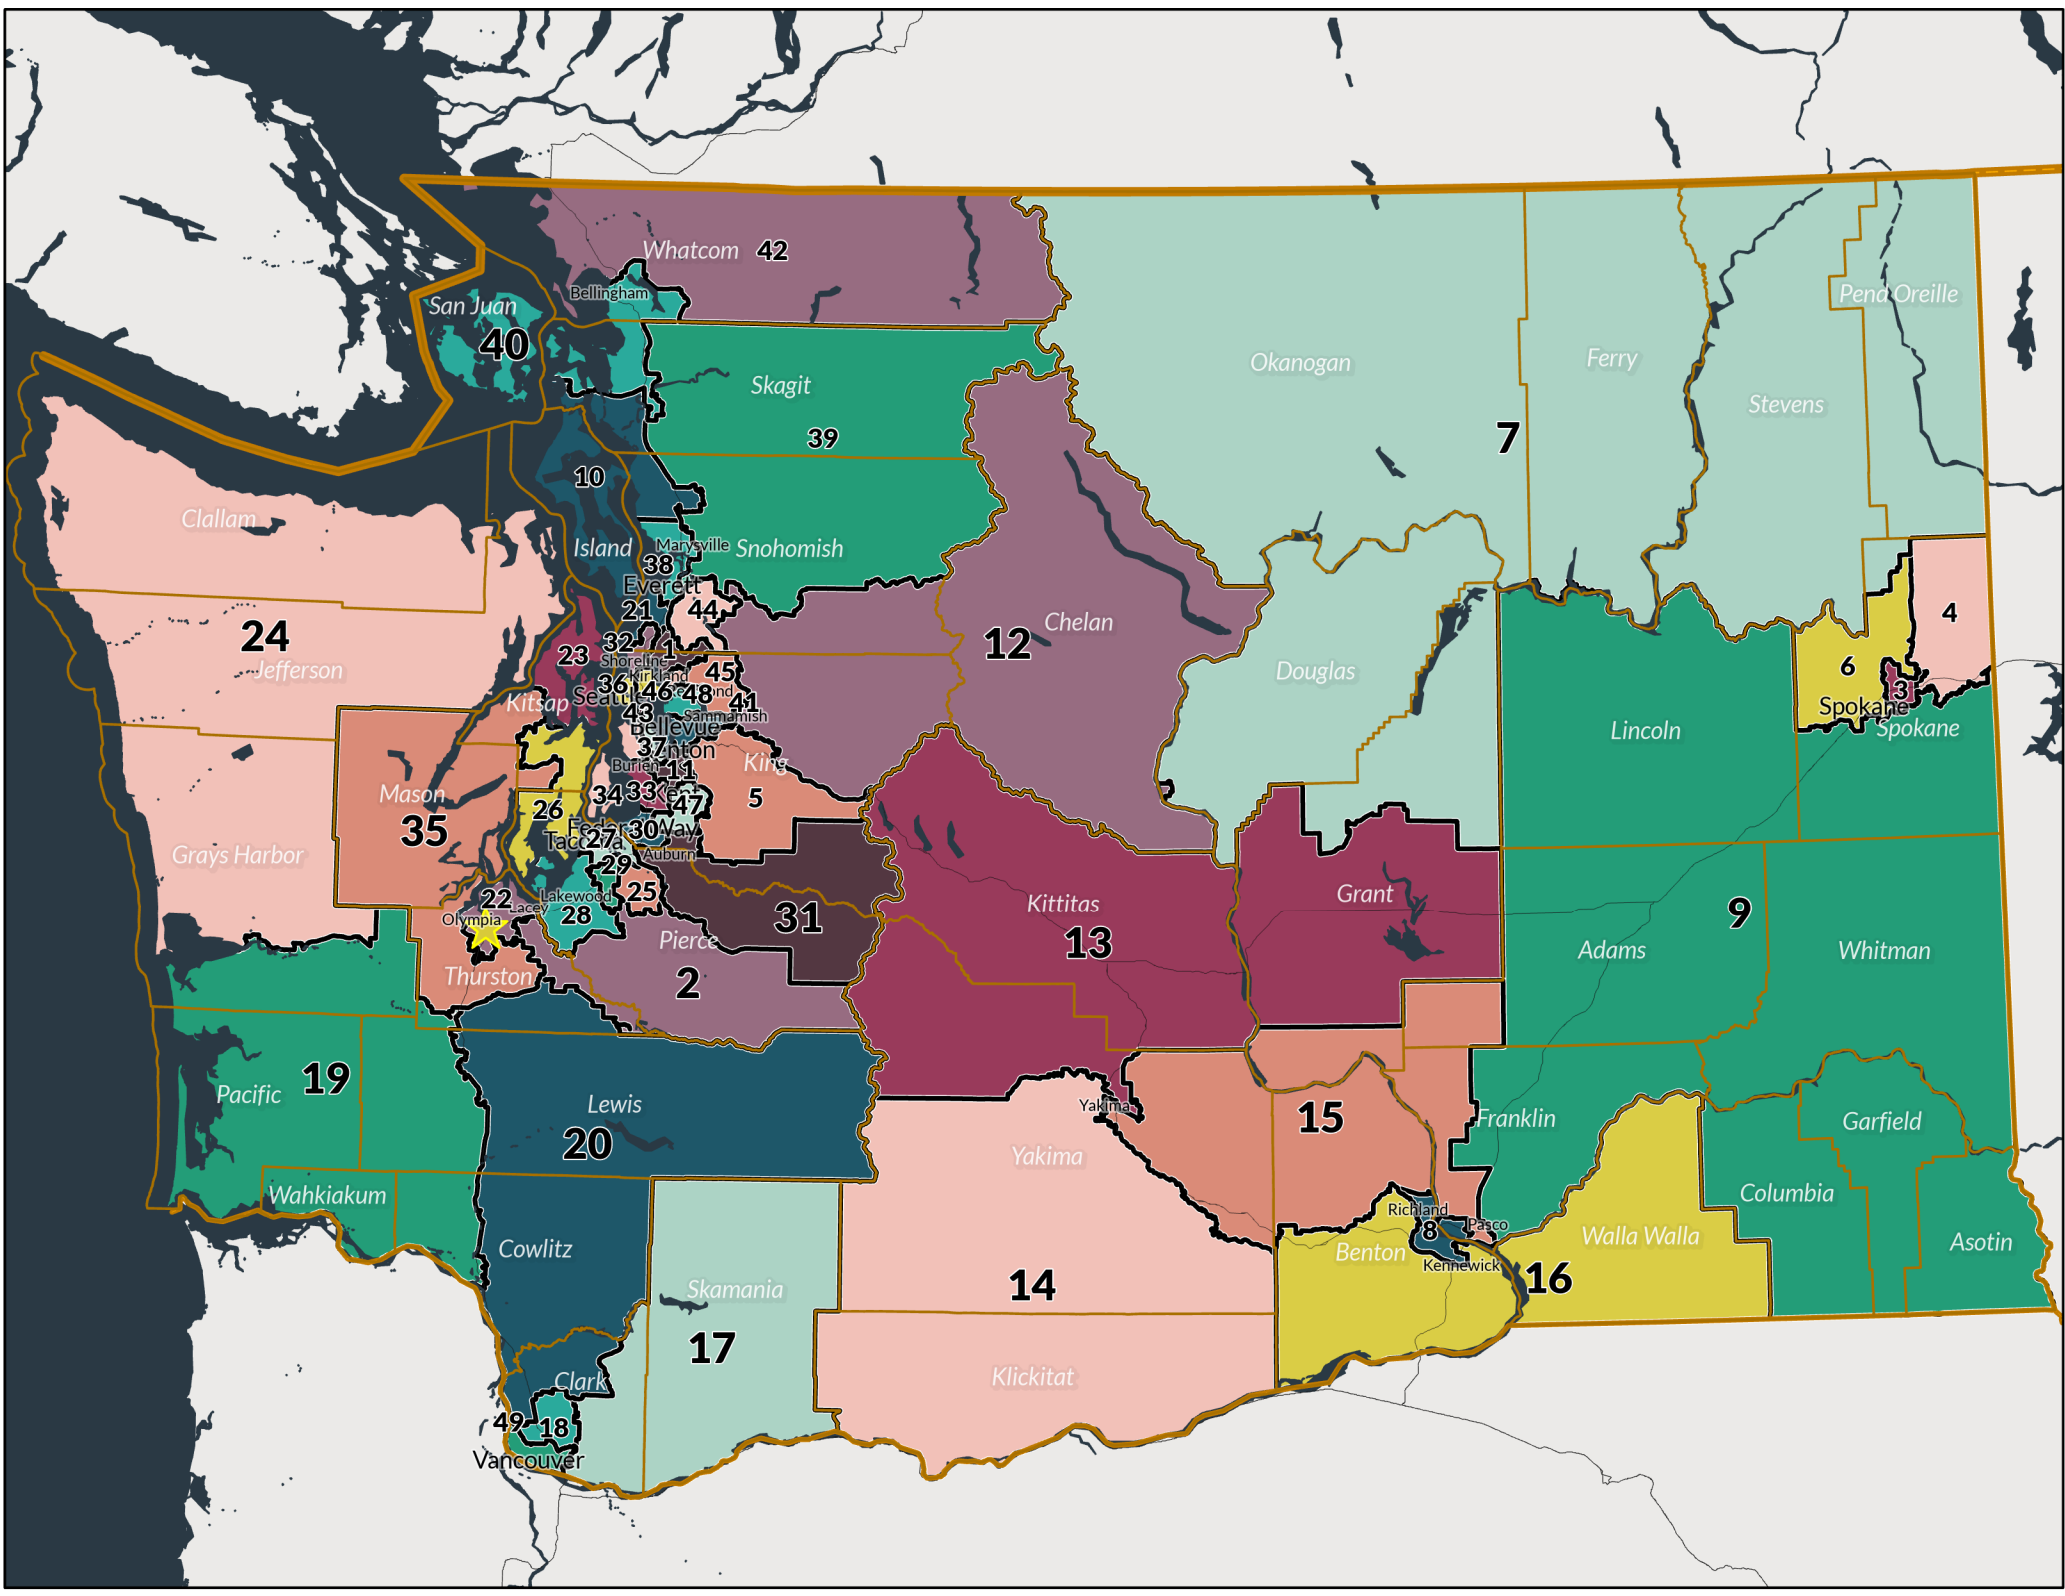 Whatcom 42
Bellingham
San Juan
40
Pend Oreille
Okanogan
Ferry
Skagit
Stevens
39
7
10
Clallam
Island
Marysville
Snohomish
38
Everett
21
44
4
24
Jefferson
32
1
12
Chelan
23
Shoreline
45
Douglas
6
Kirkland
36
46
48
41
3
Kitsap
43
Sammamish
Spokane
Bellevue
Lincoln
Spokane
37
King
Burien
11
Mason
34
33
47
5
35
26
27
30
Way
Grays Harbor
29
Auburn
22
Lakewood
25
Grant
Lacey
28
Kittitas
9
Olympia
31
Pierce
13
Adams
Whitman
Thurston
2
19
Pacific
Lewis
Yakima
15
Franklin
Garfield
20
Yakima
Wahkiakum
Richland
Columbia
8
Pasco
Walla Walla
Cowlitz
Benton
Kennewick
Asotin
Skamania
14
16
17
Klickitat
Clark
49
18
Vancouver